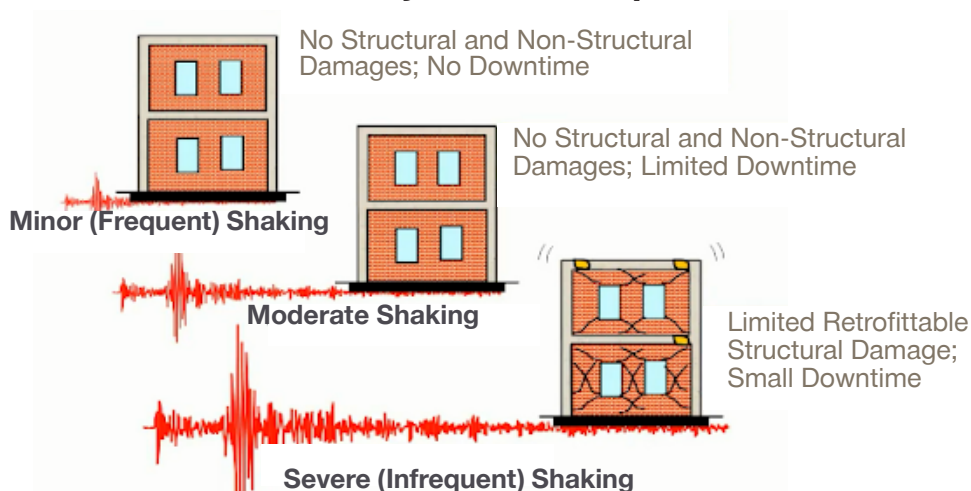 No Structural and Non-Structural
Damages; No Downtime
Minor (Frequent) Shaking
No Structural and Non-Structural
Damages; Limited Downtime
Moderate Shaking
Limited Retrofittable
Structural Damage;
Small Downtime
Severe (Infrequent) Shaking